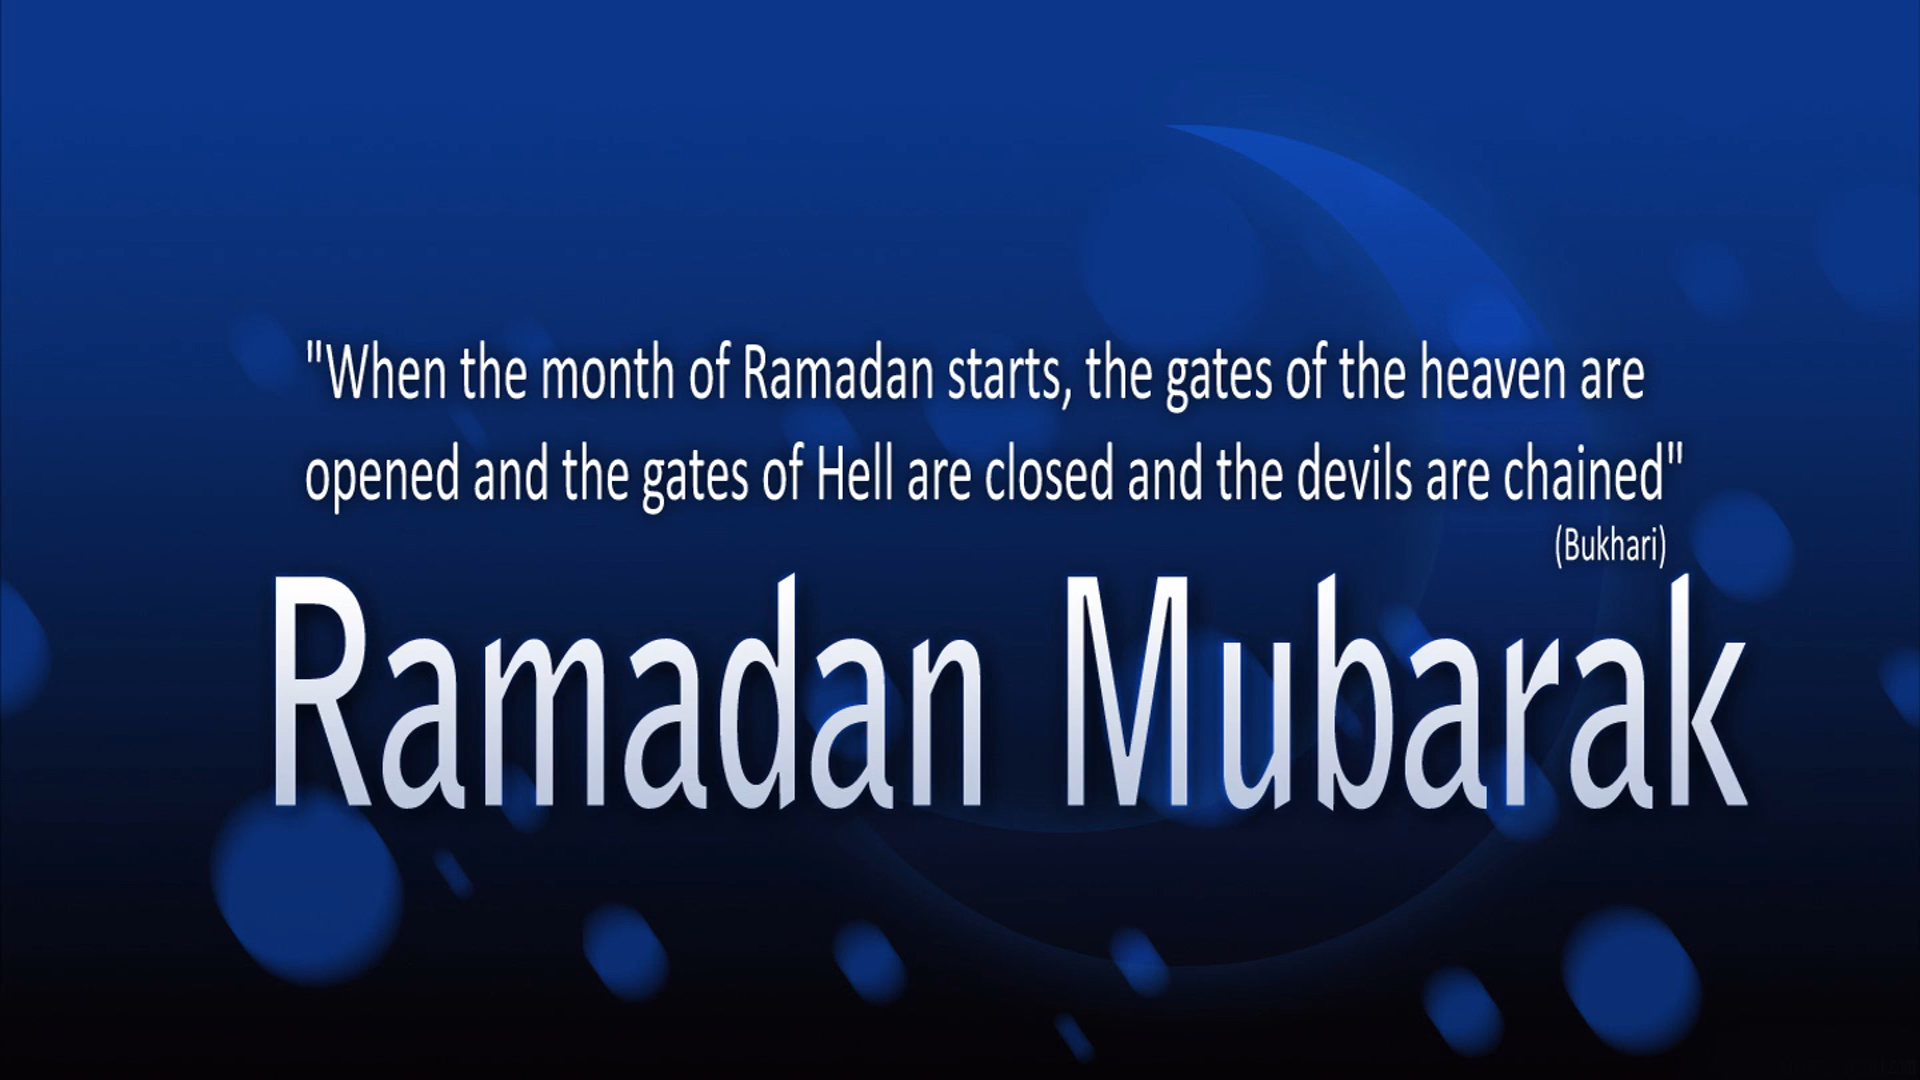 "When the month of Ramadan starts, the gates of the heaven are
opened and the gates of Hell are closed and the devils are chained"
(Bukhari)
Ramadan Mubarak